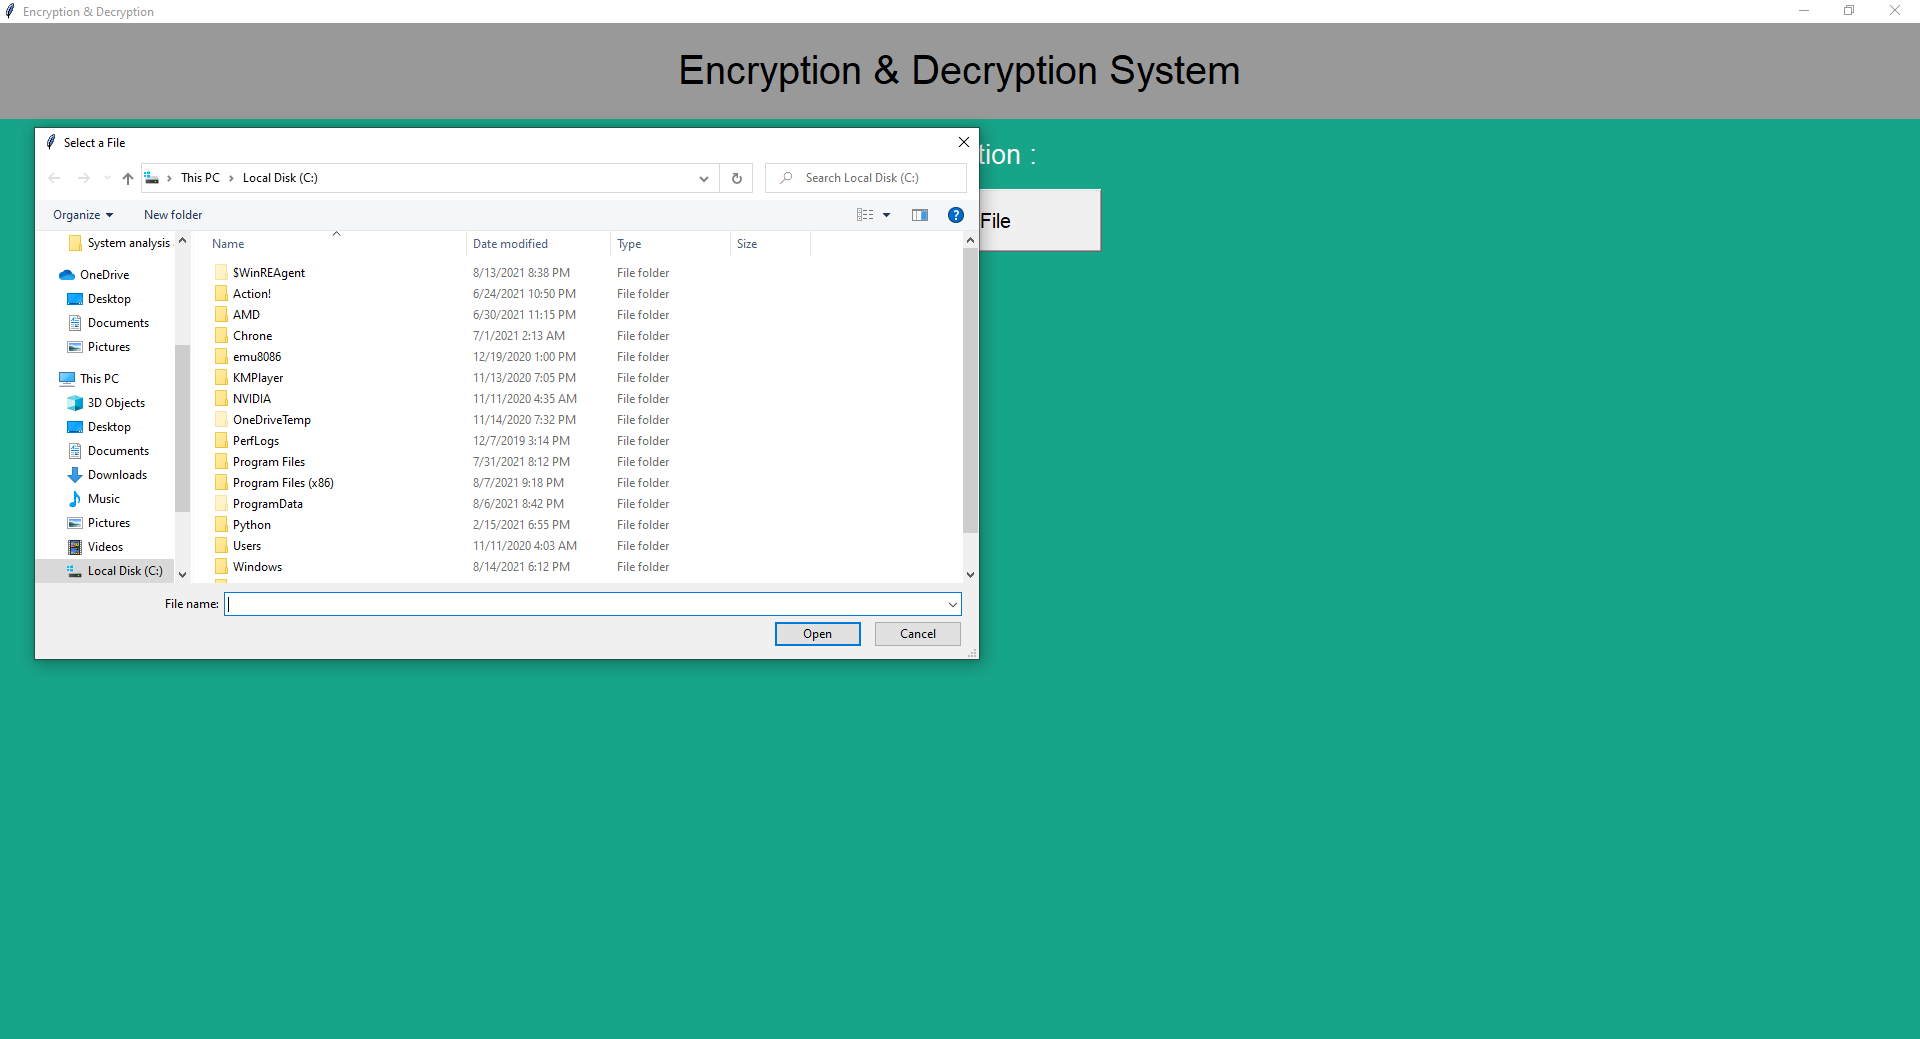 Encryption & Decryption
Encryption & Decryption System
tion :
File
Select a File
This PC > Local Disk (C:)
Search Local Disk (C:)
Organize
New folder
?
System analysis
OneDrive
Desktop
Documents
Pictures
This PC
3D Objects
Desktop
Documents
Downloads
Music
Pictures
Videos
Local Disk (C:)
Name Date modified Type Size
$WinREAgent 8/13/2021 8:38 PM File folder
Action! 6/24/2021 10:50 PM File folder
AMD 6/30/2021 11:15 PM File folder
Chrone 7/1/2021 2:13 AM File folder
emu8086 12/19/2020 1:00 PM File folder
KMPlayer 11/13/2020 7:05 PM File folder
NVIDIA 11/11/2020 4:35 AM File folder
OneDriveTemp 11/14/2020 7:32 PM File folder
PerfLogs 12/7/2019 3:14 PM File folder
Program Files 7/31/2021 8:12 PM File folder
Program Files (x86) 8/7/2021 9:18 PM File folder
ProgramData 8/6/2021 8:42 PM File folder
Python 2/15/2021 6:55 PM File folder
Users 11/11/2020 4:03 AM File folder
Windows 8/14/2021 6:12 PM File folder
File name:
Open
Cancel